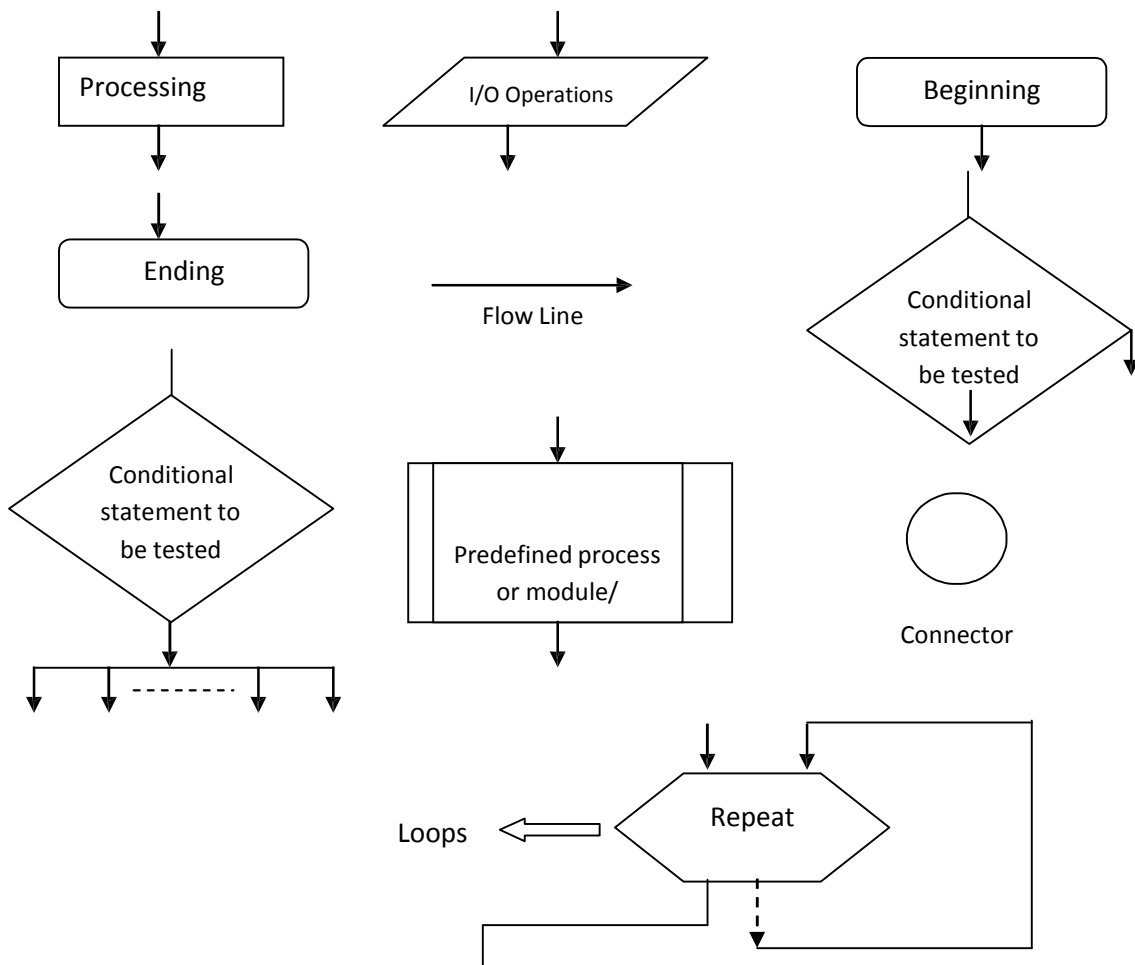 Processing
I/O Operations
Beginning
Ending
Flow Line
Conditional
statement to
be tested
Conditional
statement to
be tested
Predefined process
or module/
Connector
Loops
Repeat